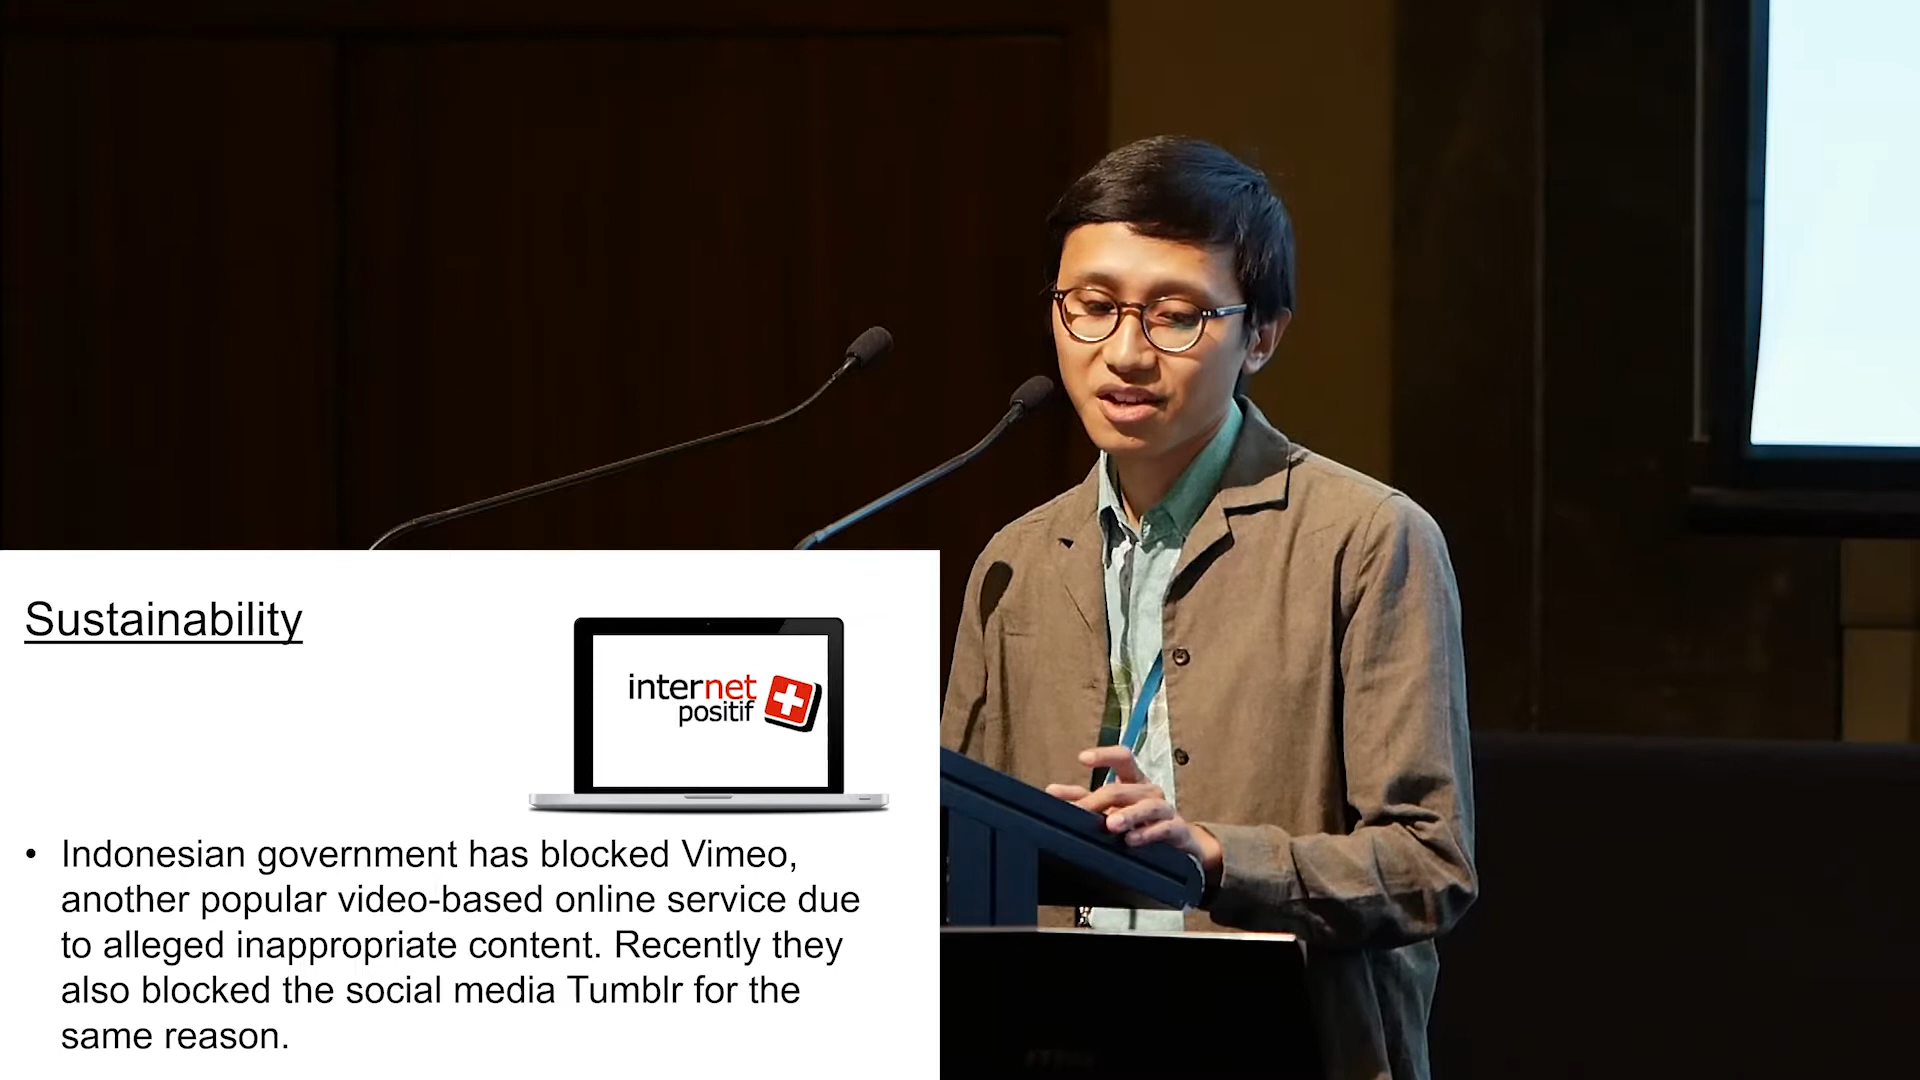 Sustainability
internet
positif
• Indonesian government has blocked Vimeo,
another popular video-based online service due
to alleged inappropriate content. Recently they
also blocked the social media Tumblr for the
same reason.